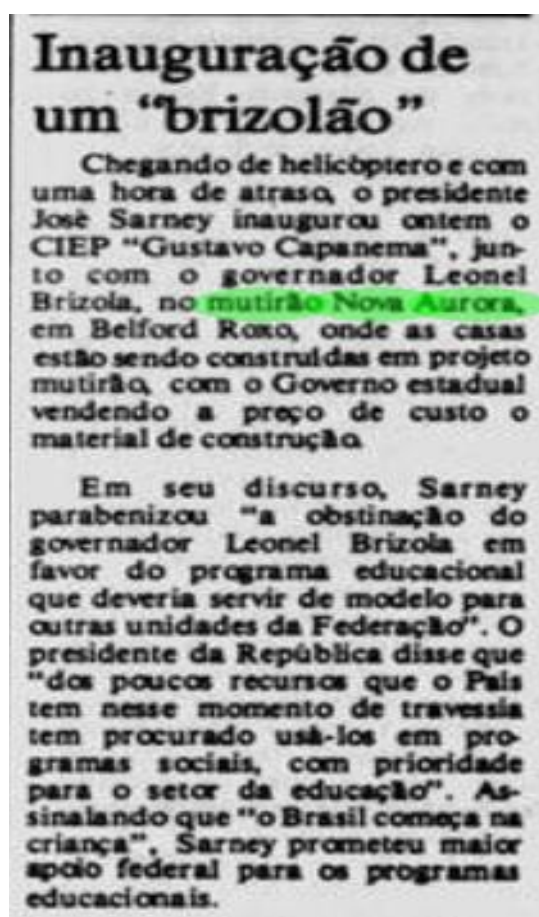 Inauguração de
um "brizolão"
Chegando de helicòptero e com
uma hora de atraso, o presidente
Josè Sarney inaugurou ontem o
CIEP "Gustavo Capanema", jun-
to com o governador Leonel
Brizola, no mutirão Nova Aurora,
em Belford Roxo, onde as casas
estão sendo construldas em projeto
mutirão, com o Governo estadual
vendendo a preço de custo o
material de construção.
Em seu discurso, Sarney
parabenizou "a obstinação do
governador Leonel Brizola em
favor do programa educacional
que deveria servir de modelo para
outras unidades da Federação". O
presidente da Repùblica disse que
"dos poucos recursos que o Pals
tem nesse momento de travessia
tem procurado usà-los em pro-
gramas sociais, com prioridade
para o setor da educação". As-
sinalando que "o Brasil começa na
criança", Sarney prometeu maior
apoio federal para os programas
educacionais.